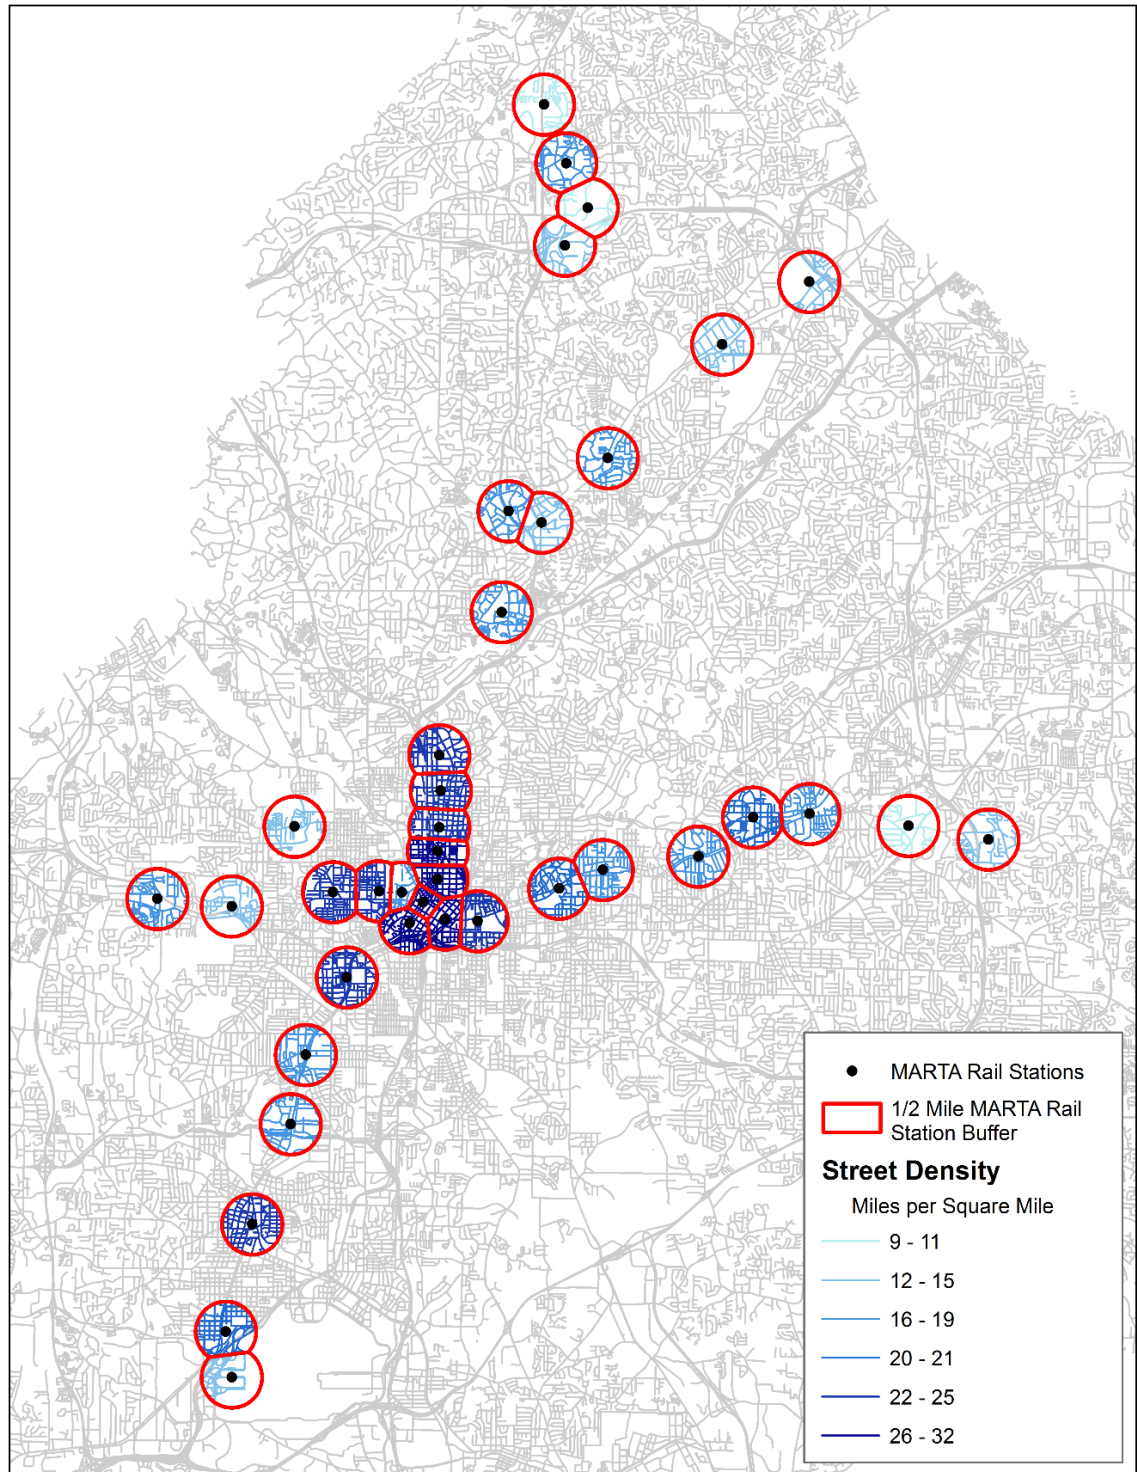 MARTA Rail Stations
1/2 Mile MARTA Rail
Station Buffer
Street Density
Miles per Square Mile
9 - 11
12 - 15
16 - 19
20 - 21
22 - 25
26 - 32